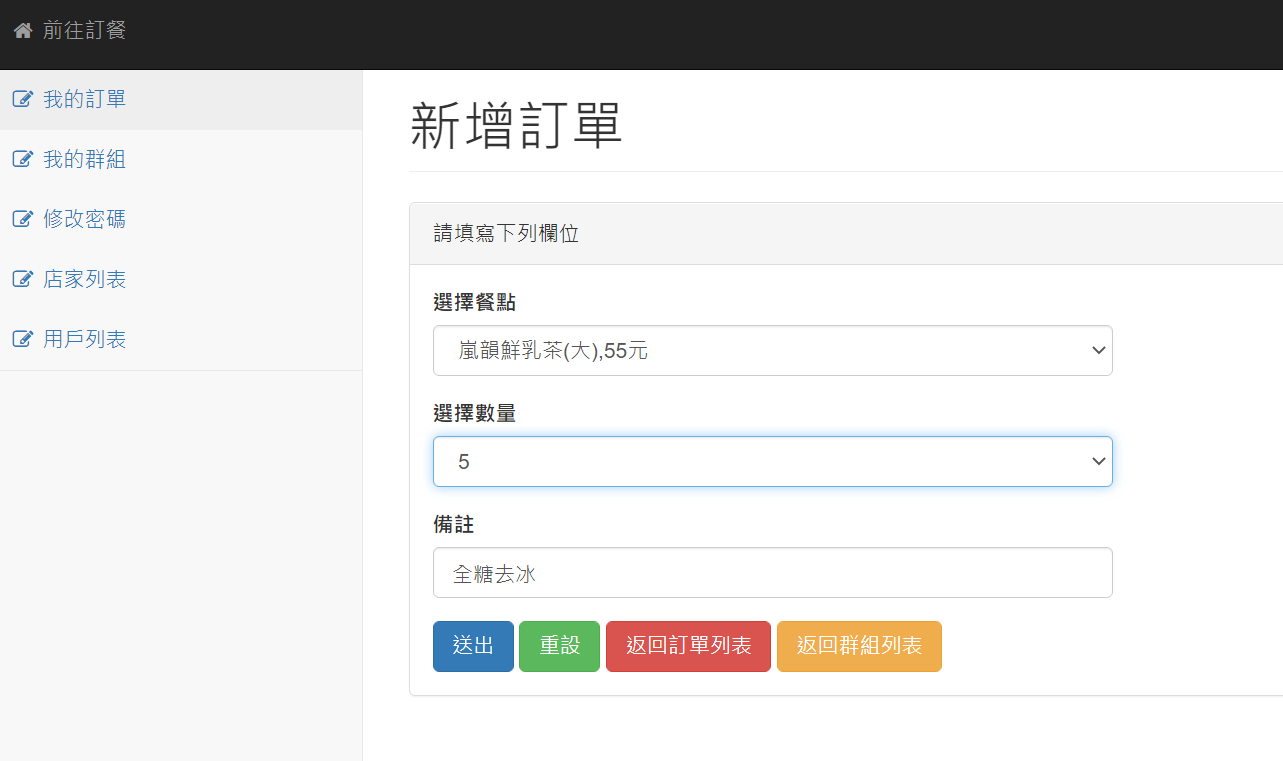 前往訂餐
我的訂單
我的群組
修改密碼
店家列表
用戶列表
新增訂單
請填寫下列欄位
選擇餐點
嵐韻鮮乳茶(大),55元
選擇數量
5
備註
全糖去冰
送出 重設 返回訂單列表 返回群組列表